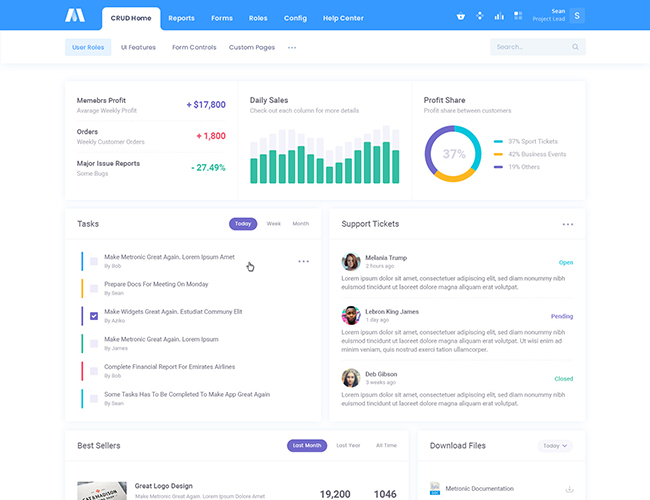 CRUD Home Reports Forms Roles Config Help Center
Sean
Project Lead
S
User Roles UI Features Form Controls Custom Pages
Search...
Memebrs Profit
Avarage Weekly Profit
+ $17,800
Orders
Weekly Customer Orders
+ 1,800
Major Issue Reports
Some Bugs
- 27.49%
Daily Sales
Check out each column for more details
Profit Share
Profit share between customers
37%
37% Sport Tickets
42% Business Events
19% Others
Tasks
Today Week Month
Make Metronic Great Again. Lorem Ipsum Amet
By Bob
Prepare Docs For Meeting On Monday
By Sean
Make Widgets Great Again. Estudiat Communy Elit
By Aziko
Make Metronic Great Again. Lorem Ipsum
By James
Complete Financial Report For Emirates Airlines
By Bob
Some Tasks Has To Be Completed To Make App Great Again
By Sean
Support Tickets
Melania Trump
2 hours ago
Open
Lorem ipsum dolor sit amet, consectetuer adipiscing elit, sed diam nonummy nibh
euismod tincidunt ut laoreet dolore magna aliquam erat volutpat.
Lebron King James
1 day ago
Pending
Lorem ipsum dolor sit amet, consectetuer adipiscing elit, sed diam nonummy nibh
euismod tincidunt ut laoreet dolore magna aliquam erat volutpat. Ut wisi enim ad
minim veniam, quis nostrud exerci tation ullamcorper.
Deb Gibson
3 weeks ago
Closed
Lorem ipsum dolor sit amet, consectetuer adipiscing elit, sed diam nonummy nibh
euismod tincidunt ut laoreet dolore magna aliquam erat volutpat.
Best Sellers
Last Month Last Year All Time
Great Logo Design
Make Metronic Great Again. Lorem Ipsum Amet
19,200 1046
Download Files
Today
Metronic Documentation